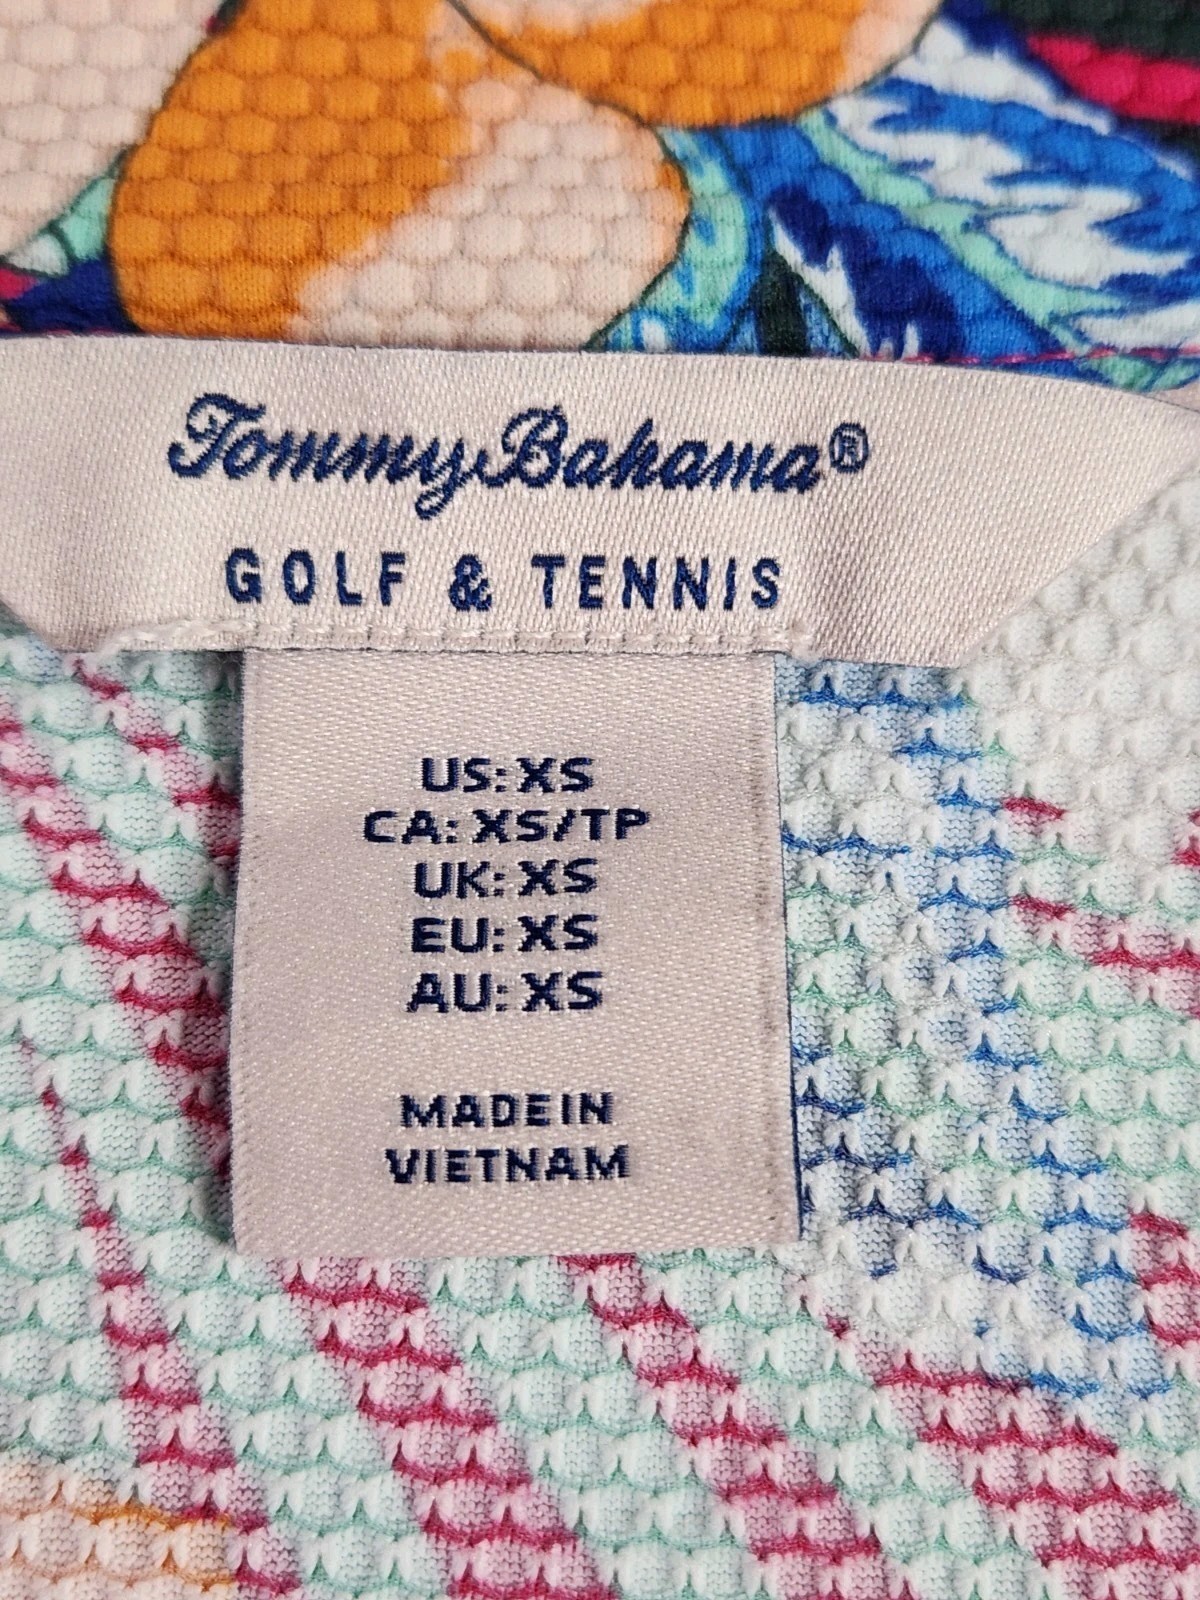 Tommy Bahama®
GOLF & TENNIS
US: XS
CA: XS/TP
UK: XS
EU: XS
AU: XS
MADE IN
VIETNAM